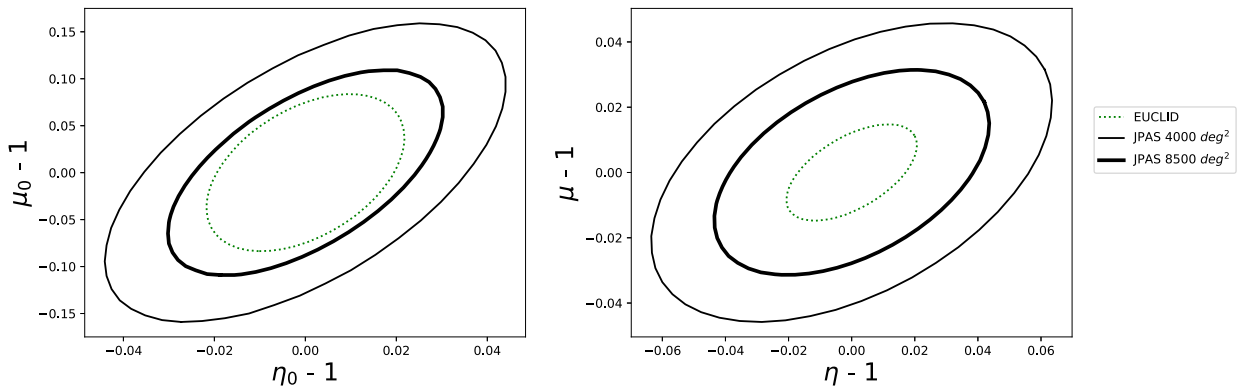 0.15
0.10
0.05
0.00
−0.05
−0.10
−0.15
μ₀ - 1
−0.04 −0.02 0.00 0.02 0.04
η₀ - 1
0.04
0.02
0.00
−0.02
−0.04
μ - 1
−0.06 −0.04 −0.02 0.00 0.02 0.04 0.06
η - 1
EUCLID
JPAS 4000 deg²
JPAS 8500 deg²